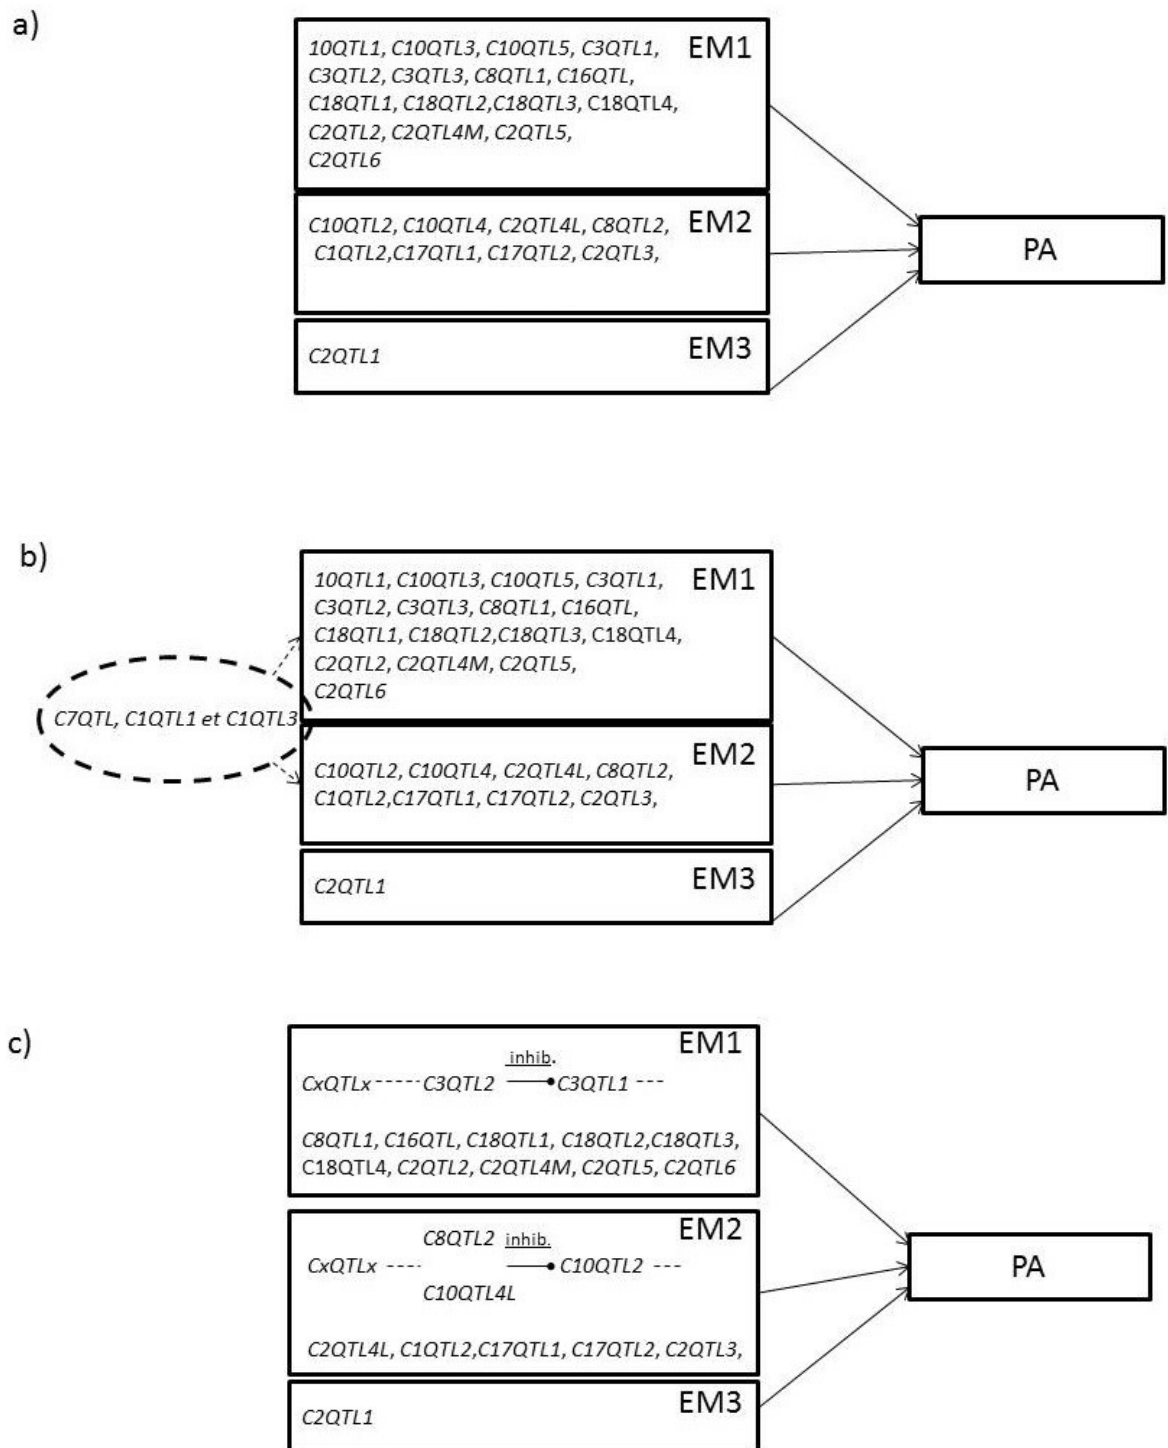 a)
10QTL1, C10QTL3, C10QTL5, C3QTL1, EM1
C3QTL2, C3QTL3, C8QTL1, C16QTL,
C18QTL1, C18QTL2,C18QTL3, C18QTL4,
C2QTL2, C2QTL4M, C2QTL5,
C2QTL6
C10QTL2, C10QTL4, C2QTL4L, C8QTL2, EM2
C1QTL2,C17QTL1, C17QTL2, C2QTL3,
C2QTL1 EM3
PA
b)
10QTL1, C10QTL3, C10QTL5, C3QTL1, EM1
C3QTL2, C3QTL3, C8QTL1, C16QTL,
C18QTL1, C18QTL2,C18QTL3, C18QTL4,
C2QTL2, C2QTL4M, C2QTL5,
C2QTL6
C7QTL, C1QTL1 et C1QTL3
EM2
C10QTL2, C10QTL4, C2QTL4L, C8QTL2,
C1QTL2,C17QTL1, C17QTL2, C2QTL3,
C2QTL1 EM3
PA
c)
EM1
inhib.
CxQTLx C3QTL2 C3QTL1
C8QTL1, C16QTL, C18QTL1, C18QTL2,C18QTL3,
C18QTL4, C2QTL2, C2QTL4M, C2QTL5, C2QTL6
EM2
C8QTL2 inhib.
CxQTLx C10QTL2
C10QTL4L
C2QTL4L, C1QTL2,C17QTL1, C17QTL2, C2QTL3,
EM3
C2QTL1
PA